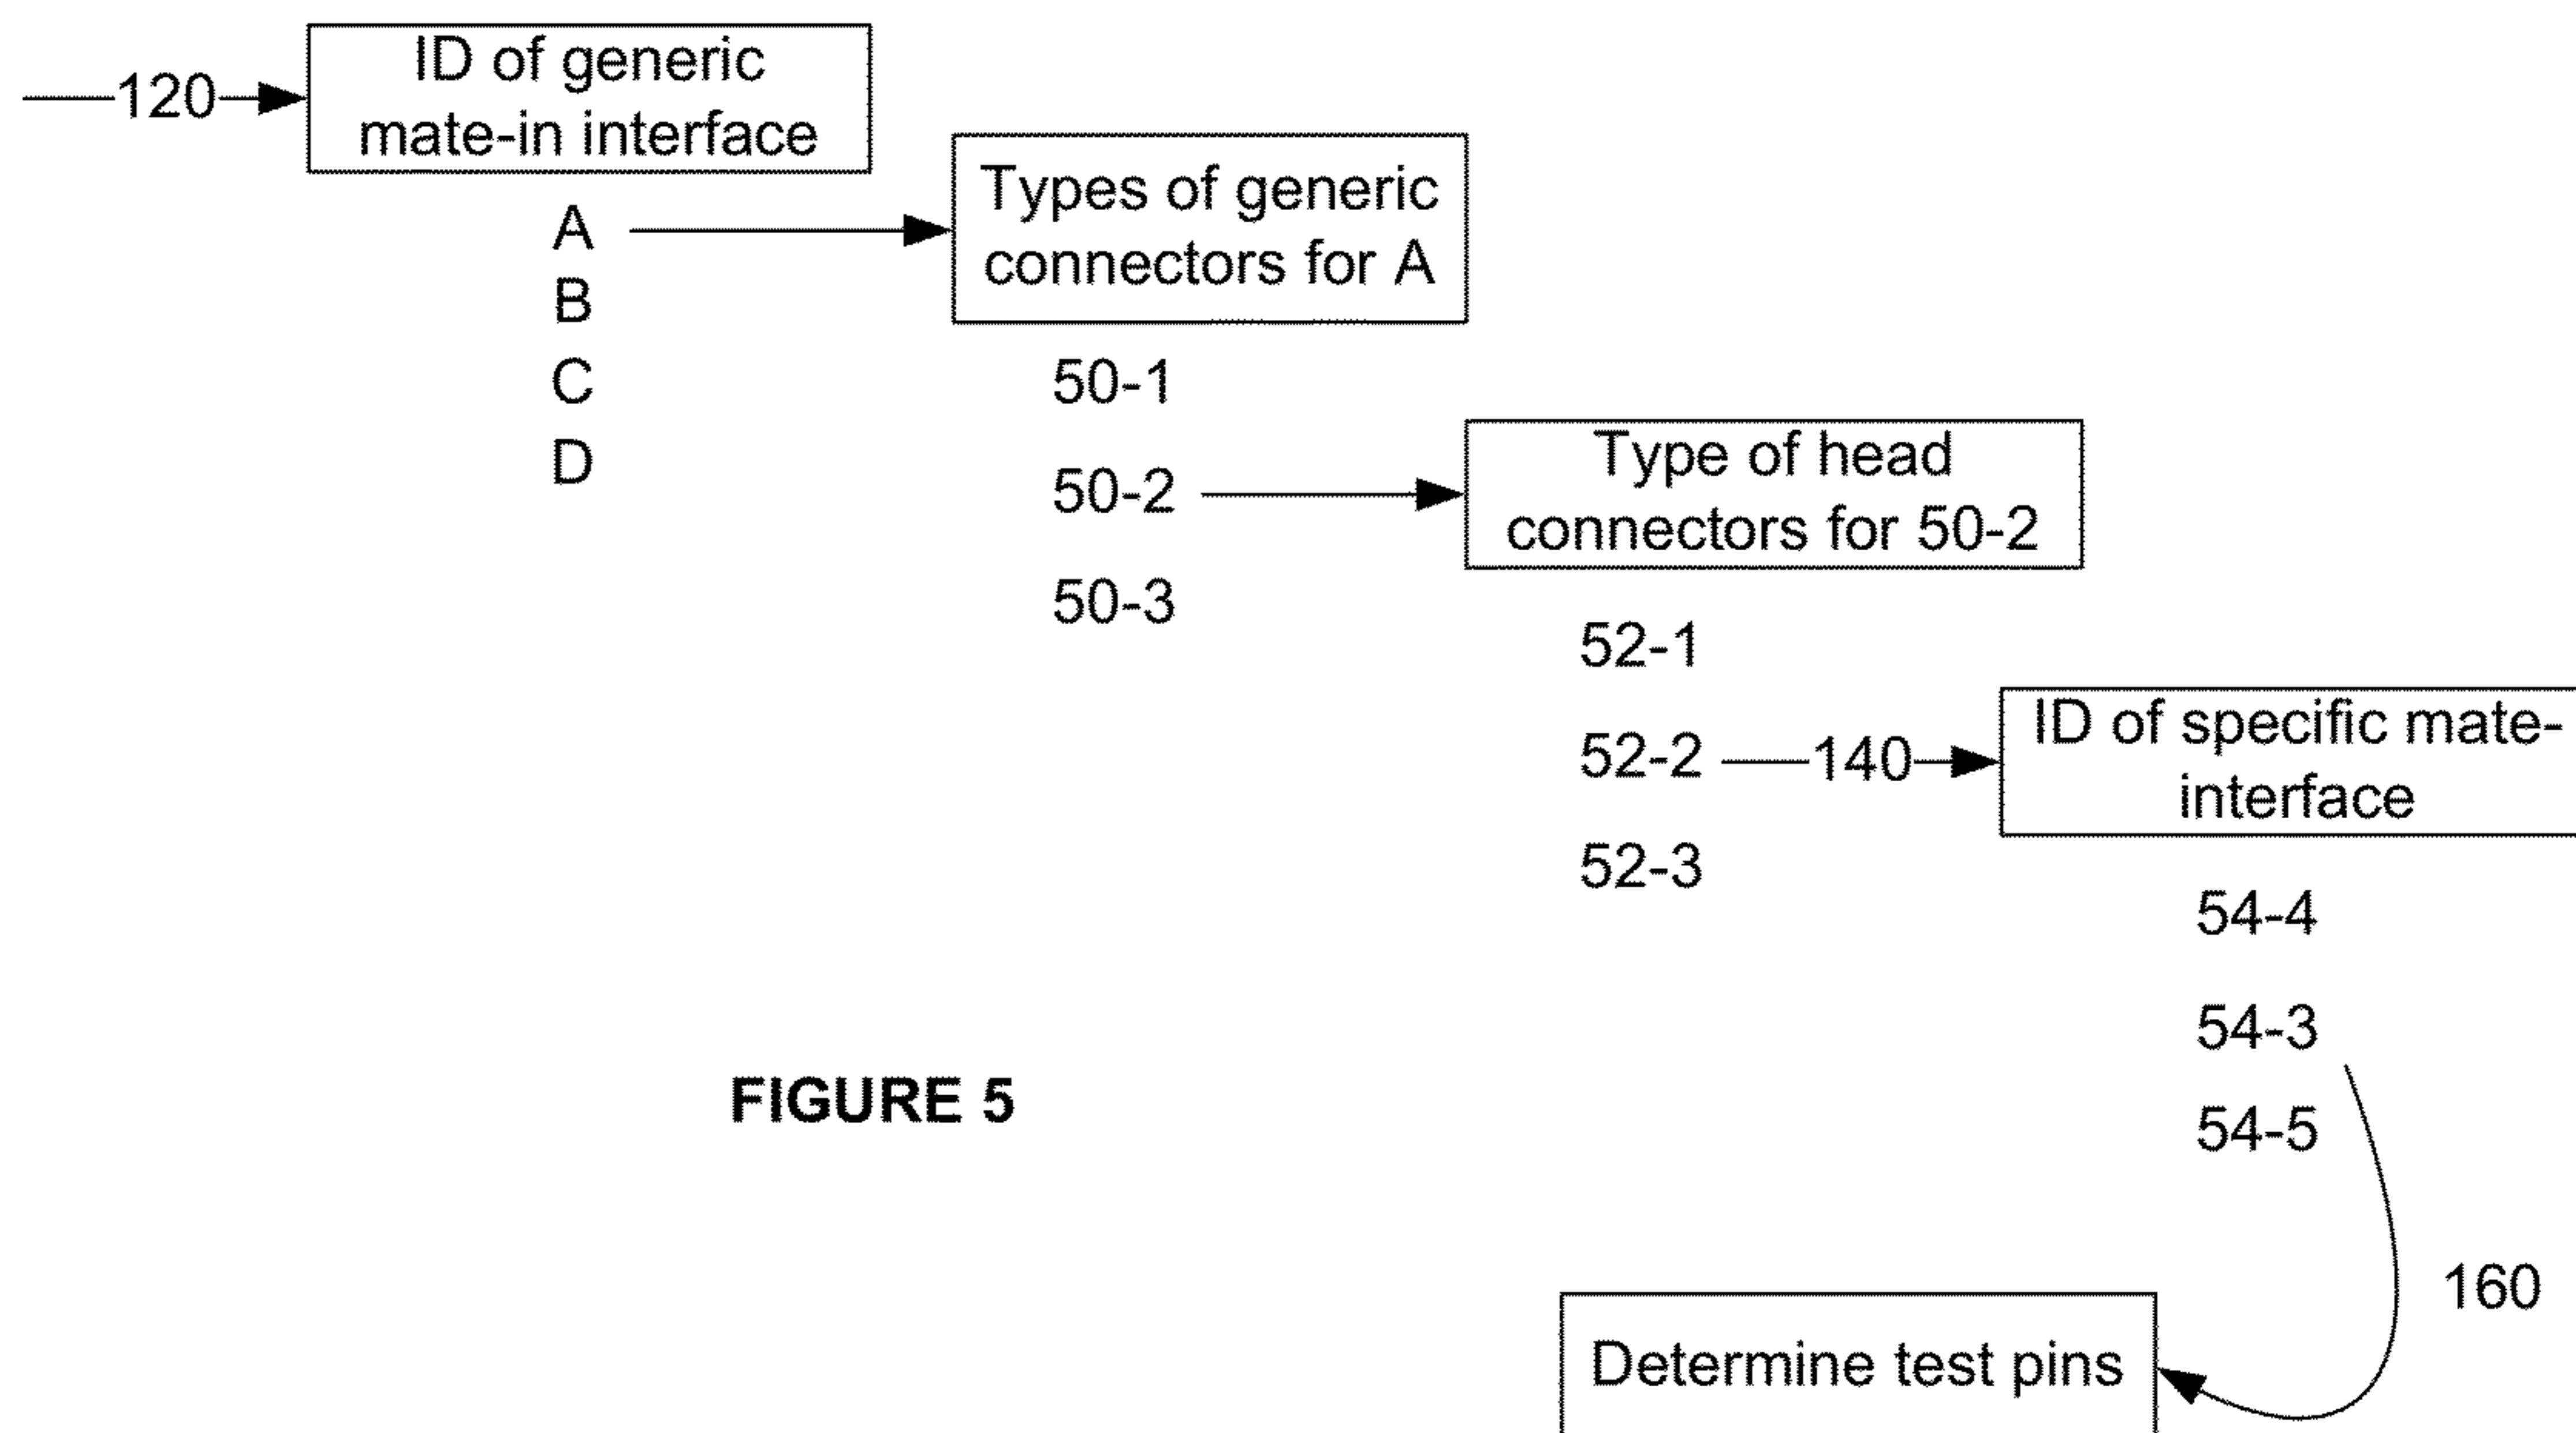 120
ID of generic
mate-in interface
A
B
C
D
Types of generic
connectors for A
50-1
50-2
50-3
Type of head
connectors for 50-2
52-1
52-2
52-3
140
ID of specific mate-
interface
54-4
54-3
54-5
160
Determine test pins
FIGURE 5